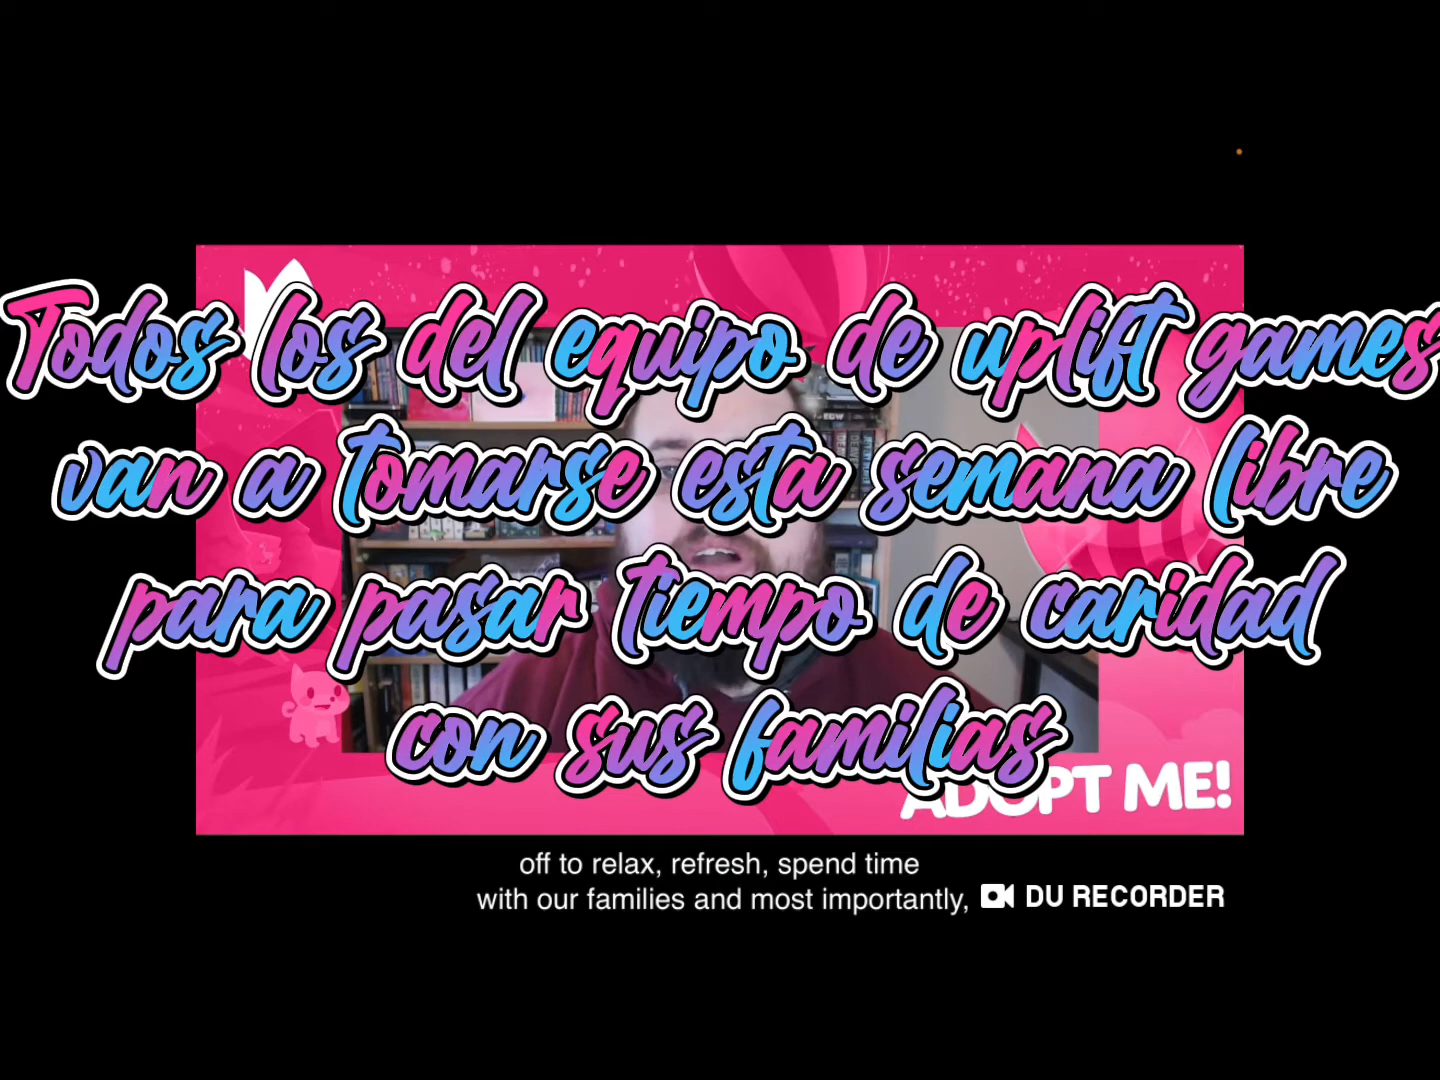 Todos los del equipo de uplift games
van a tomarse esta semana libre
para pasar tiempo de caridad
con sus familias
ADOPT ME!
off to relax, refresh, spend time
with our families and most importantly,
DU RECORDER